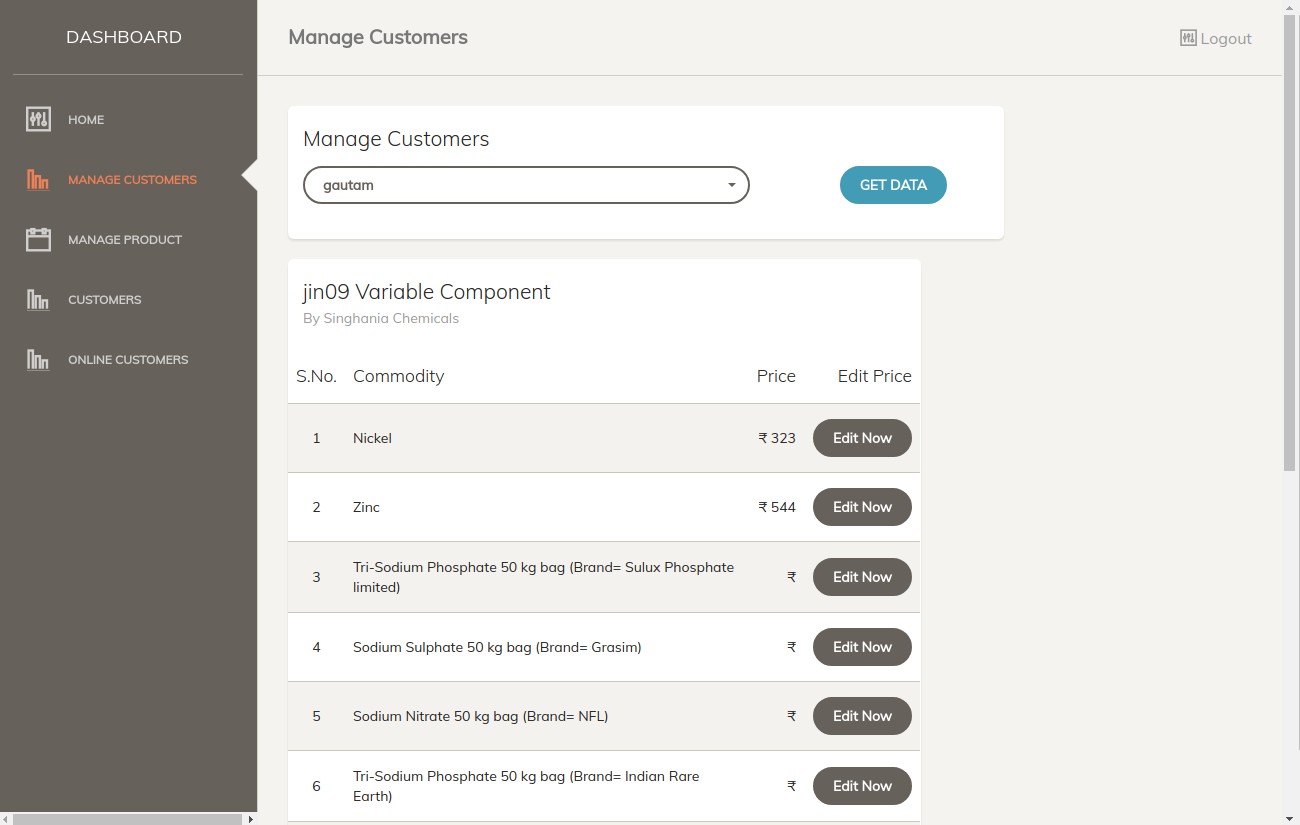 DASHBOARD
HOME
MANAGE CUSTOMERS
MANAGE PRODUCT
CUSTOMERS
ONLINE CUSTOMERS
Manage Customers
Logout
Manage Customers
gautam
GET DATA
jin09 Variable Component
By Singhania Chemicals
S.No. Commodity Price Edit Price
1 Nickel ₹ 323 Edit Now
2 Zinc ₹ 544 Edit Now
3 Tri-Sodium Phosphate 50 kg bag (Brand= Sulux Phosphate
limited) ₹ Edit Now
4 Sodium Sulphate 50 kg bag (Brand= Grasim) ₹ Edit Now
5 Sodium Nitrate 50 kg bag (Brand= NFL) ₹ Edit Now
6 Tri-Sodium Phosphate 50 kg bag (Brand= Indian Rare
Earth) ₹ Edit Now